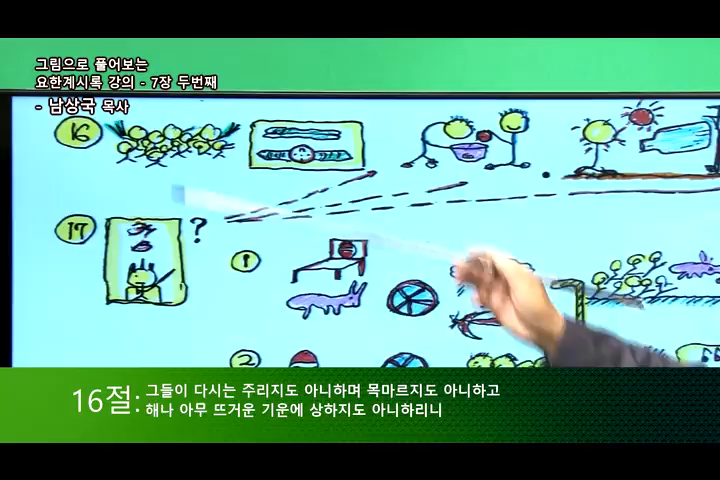 그림으로 풀어보는
요한계시록 강의 - 7장 두번째
- 남상국 목사
16
17
?
1
2
16절: 그들이 다시는 주리지도 아니하며 목마르지도 아니하고
해나 아무 뜨거운 기운에 상하지도 아니하리니